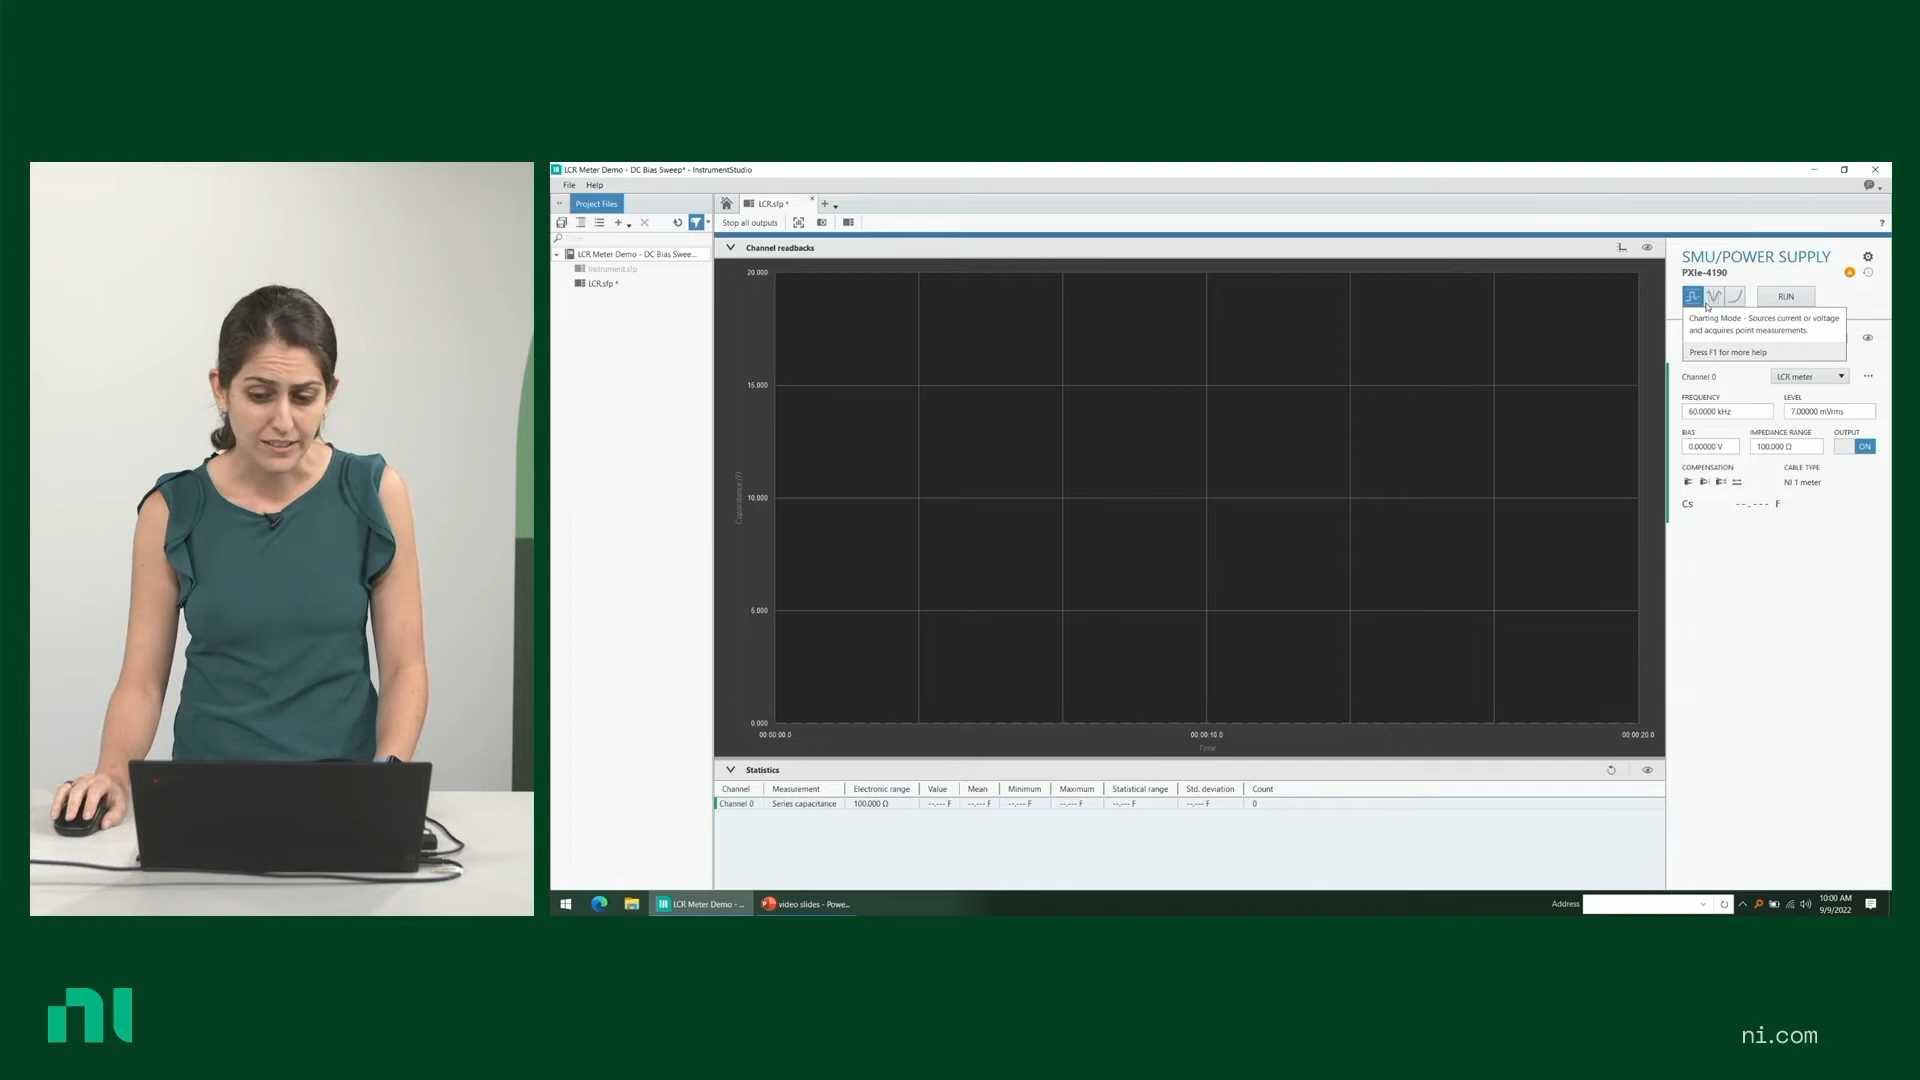 LCR Meter Demo - DC Bias Sweep* - InstrumentStudio
File Help
Project Files
LCR.sfp *
Stop all outputs
?
LCR Meter Demo - DC Bias Swee...
Instrument.sfp
LCR.sfp *
Channel readbacks
20.000
15.000
10.000
5.000
0.000
Capacitance (F)
00:00:00.0
00:00:10.0
00:00:20.0
Time
SMU/POWER SUPPLY
PXIe-4190
RUN
Charting Mode - Sources current or voltage
and acquires point measurements.
Press F1 for more help
Channel 0
LCR meter
FREQUENCY
LEVEL
60.0000 kHz
7.00000 mVrms
BIAS
IMPEDANCE RANGE
OUTPUT
0.00000 V
100.000 Ω
ON
COMPENSATION
CABLE TYPE
NI 1 meter
Cs --.--- F
Statistics
Channel Measurement Electronic range Value Mean Minimum Maximum Statistical range Std. deviation Count
Channel 0 Series capacitance 100.000 Ω --.--- F --.--- F --.--- F --.--- F --.--- F --.--- F 0
LCR Meter Demo - ...
video slides - Powe...
Address
10:00 AM
9/9/2022
ni
ni.com